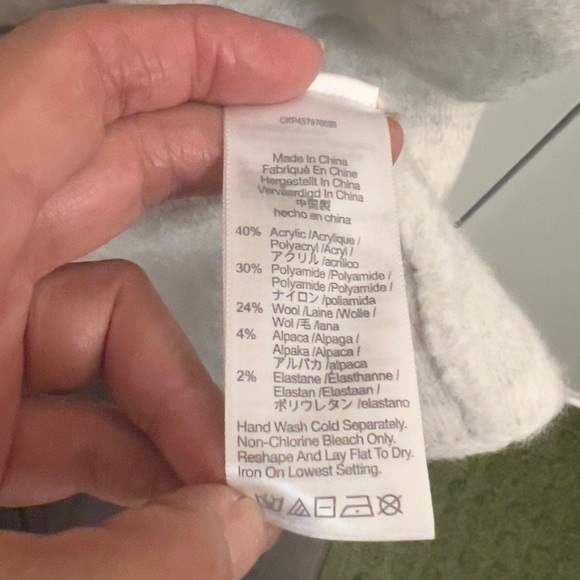 Made In China
Fabriqué En Chine
Hergestellt In China
Vervaardigd In China
中国製
hecho en china
40% Acrylic /Acrylique /
Polyacryl /Acryl /
アクリル /acrílico
30% Polyamide /Polyamide /
Polyamide /Polyamide /
ナイロン /poliamida
24% Wool /Laine /Wolle /
Wol /毛 /lana
4% Alpaca /Alpaga /
Alpaka /Alpaca /
アルパカ /alpaca
2% Elastane /Élasthanne /
Elastan /Elastaan /
ポリウレタン /elastano
Hand Wash Cold Separately.
Non-Chlorine Bleach Only.
Reshape And Lay Flat To Dry.
Iron On Lowest Setting.